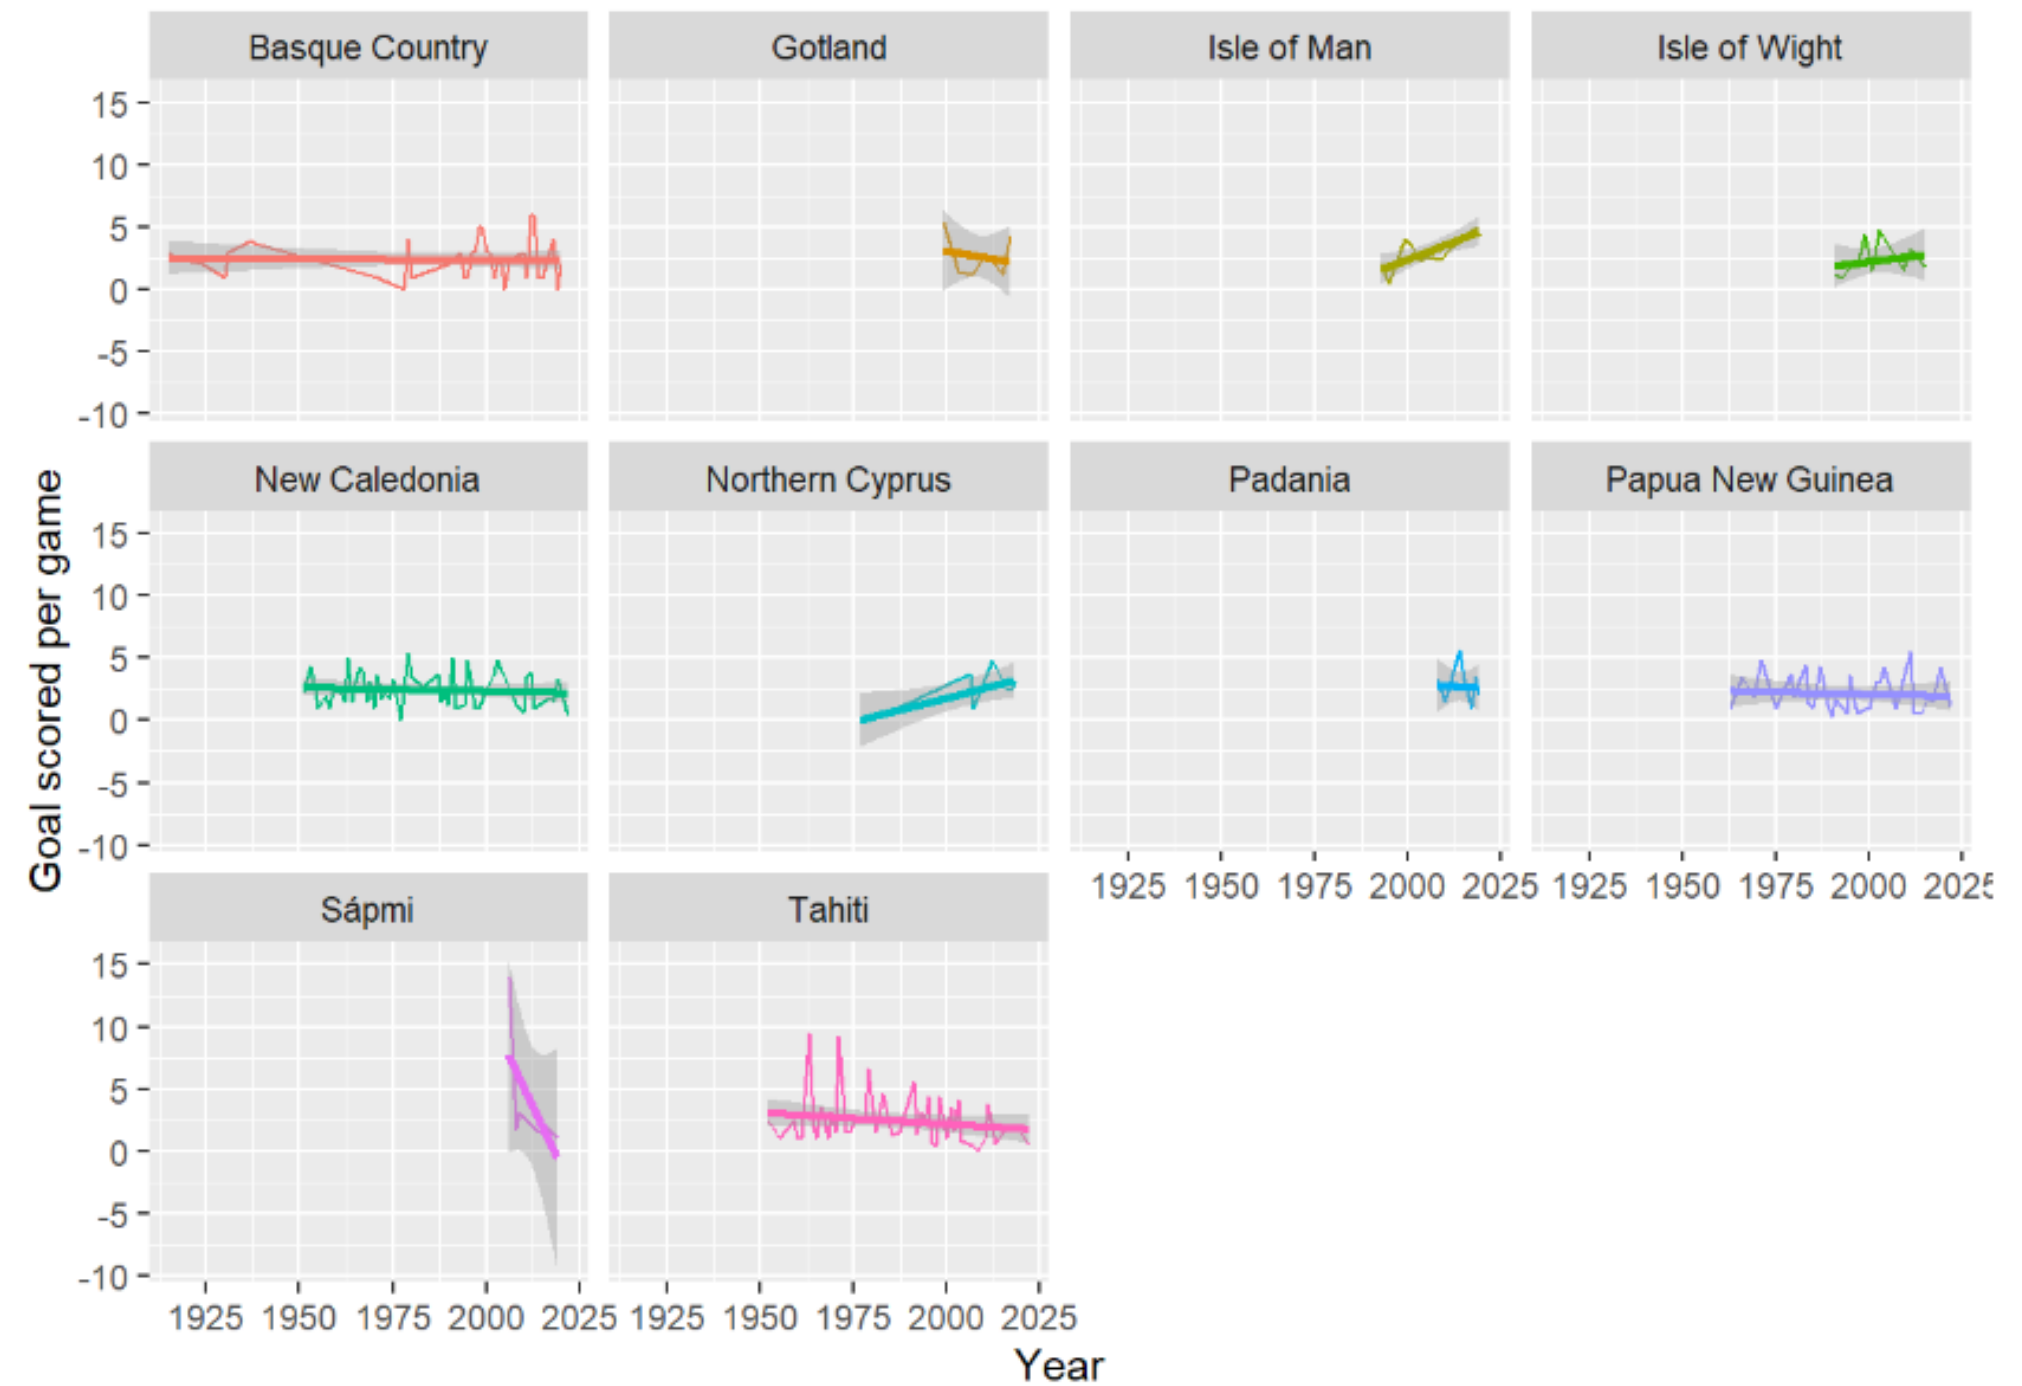 Basque Country Gotland Isle of Man Isle of Wight
15
10
5
0
-5
-10
New Caledonia Northern Cyprus Padania Papua New Guinea
15
10
5
0
-5
-10
1925 1950 1975 2000 2025 1925 1950 1975 2000 2025
Sápmi Tahiti
15
10
5
0
-5
-10
1925 1950 1975 2000 2025 1925 1950 1975 2000 2025
Year
Goal scored per game